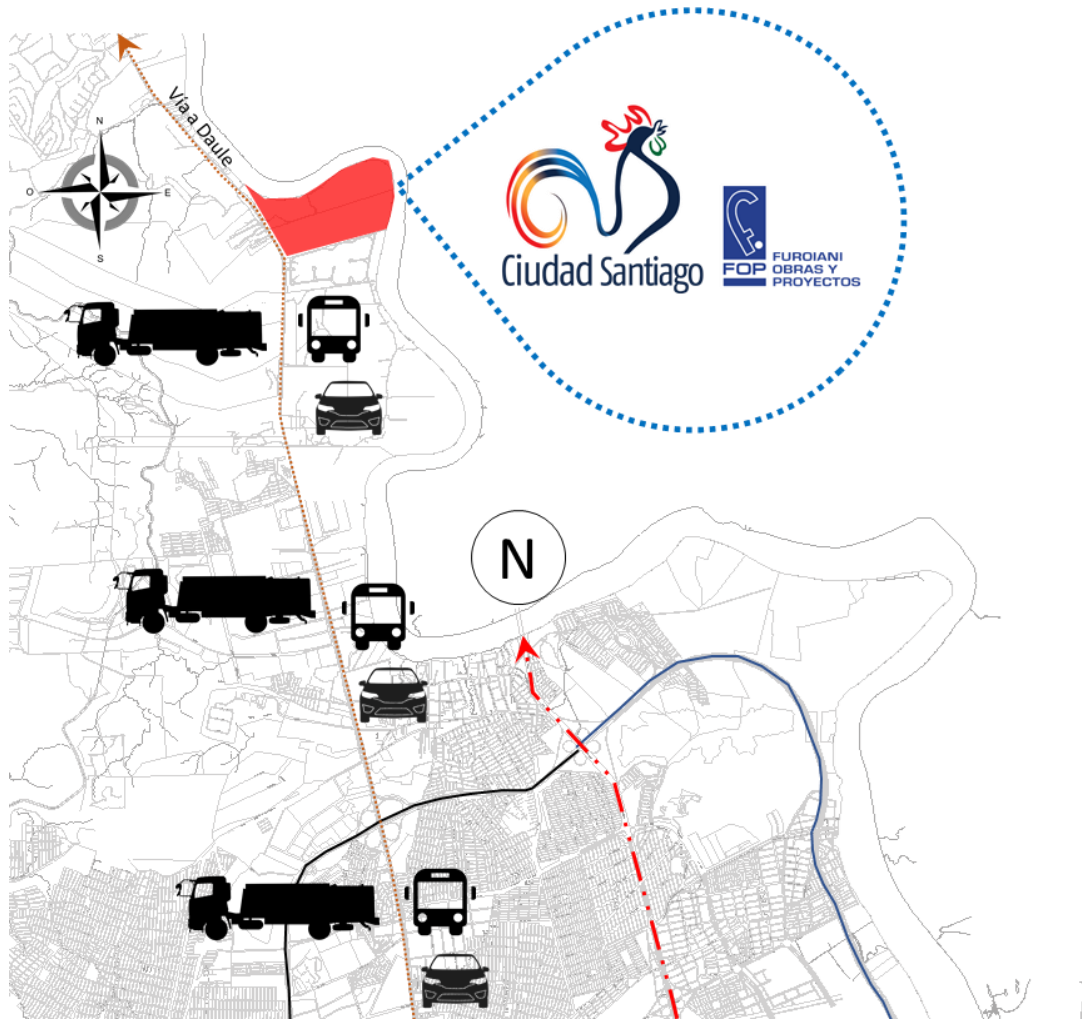 Vía a Daule
N
O
E
S
Ciudad Santiago
FOP
FUROIANI
OBRAS Y
PROYECTOS
N